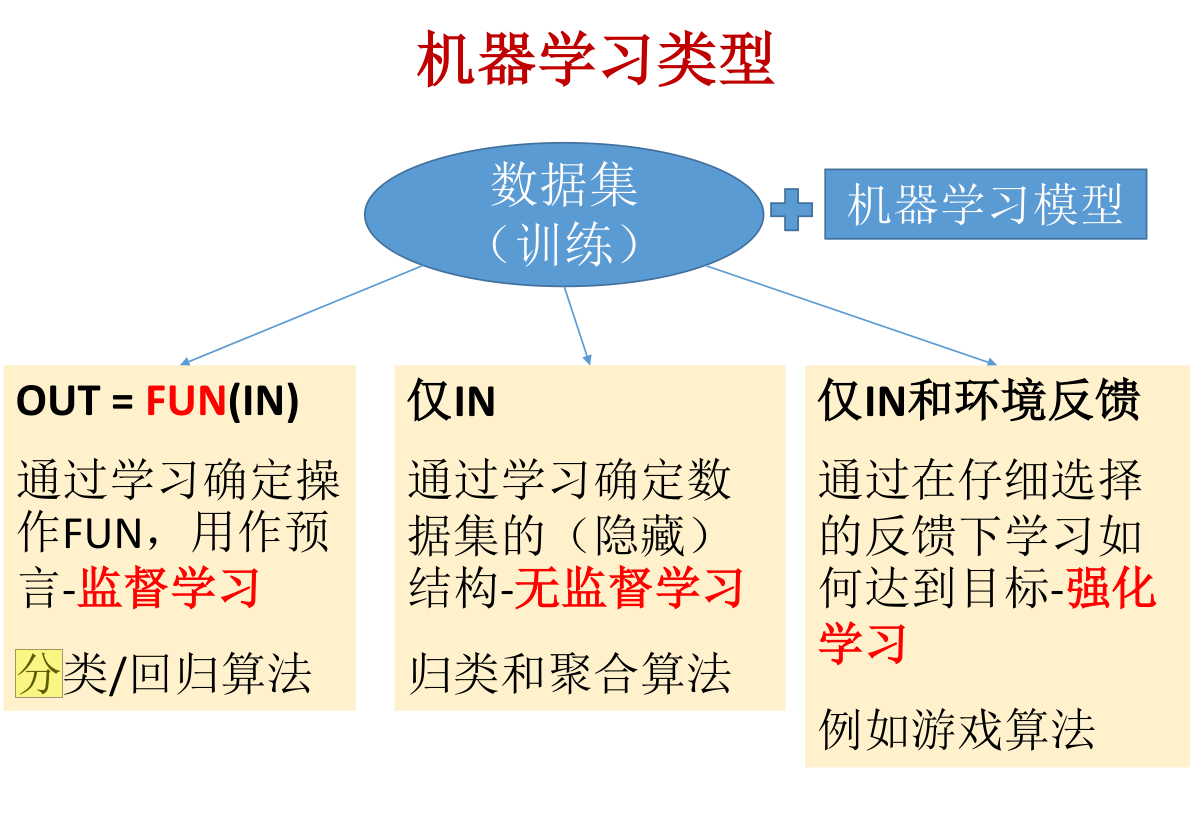 机器学习类型
数据集
（训练）
机器学习模型
OUT = FUN(IN)
通过学习确定操
作FUN，用作预
言-监督学习
分类/回归算法
仅IN
通过学习确定数
据集的（隐藏）
结构-无监督学习
归类和聚合算法
仅IN和环境反馈
通过在仔细选择
的反馈下学习如
何达到目标-强化
学习
例如游戏算法